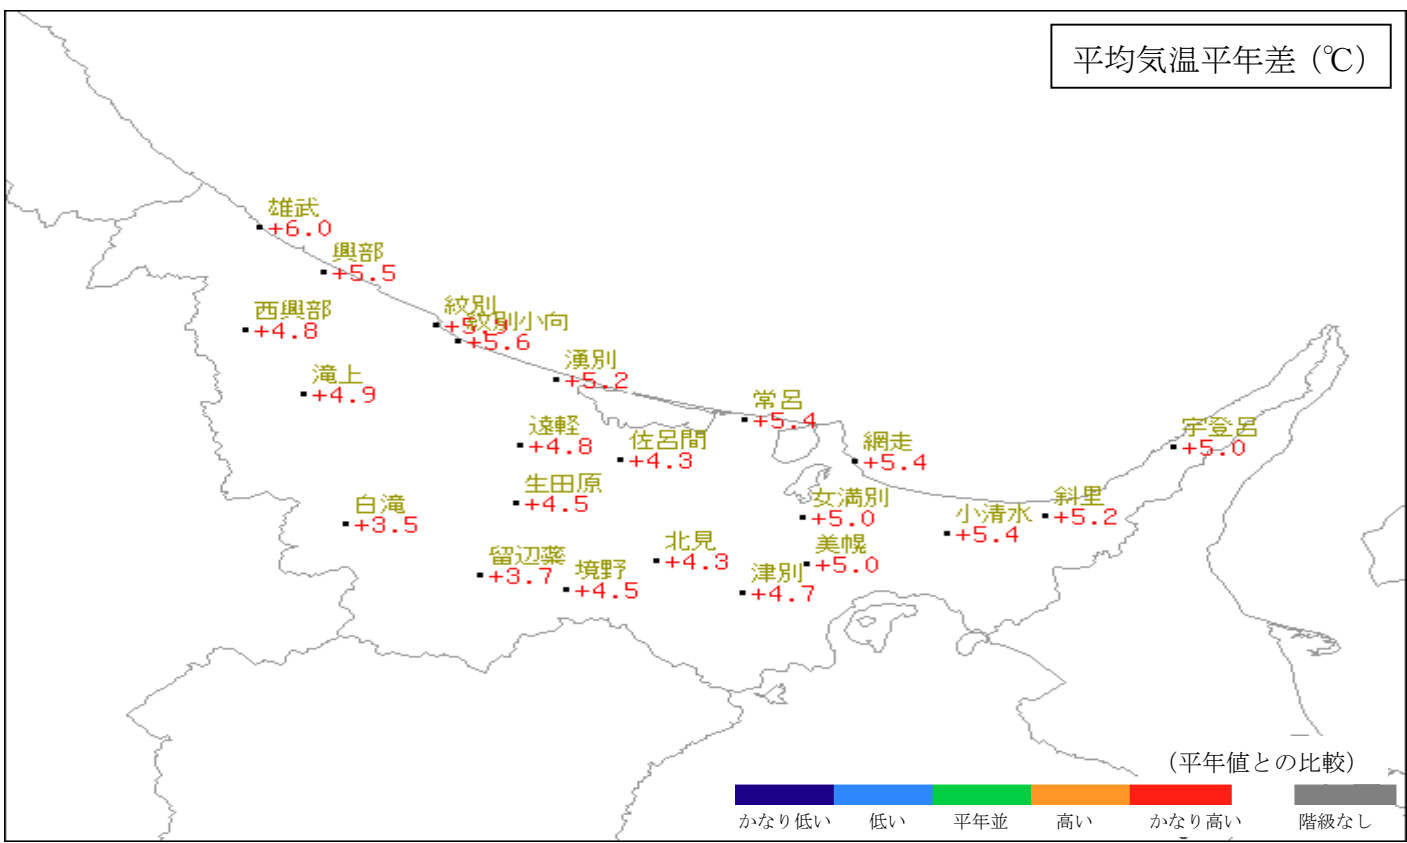 平均気温平年差（℃）
雄武
+6.0
興部
+5.5
西興部
+4.8
紋別
紋別小向
+5.6
滝上
+4.9
湧別
+5.2
常呂
+5.4
遠軽
+4.8
佐呂間
+4.3
網走
+5.4
宇登呂
+5.0
生田原
+4.5
白滝
+3.5
女満別
+5.0
小清水
+5.4
斜里
+5.2
留辺蘂
+3.7
境野
+4.5
北見
+4.3
美幌
+5.0
津別
+4.7
（平年値との比較）
かなり低い 低い 平年並 高い かなり高い 階級なし